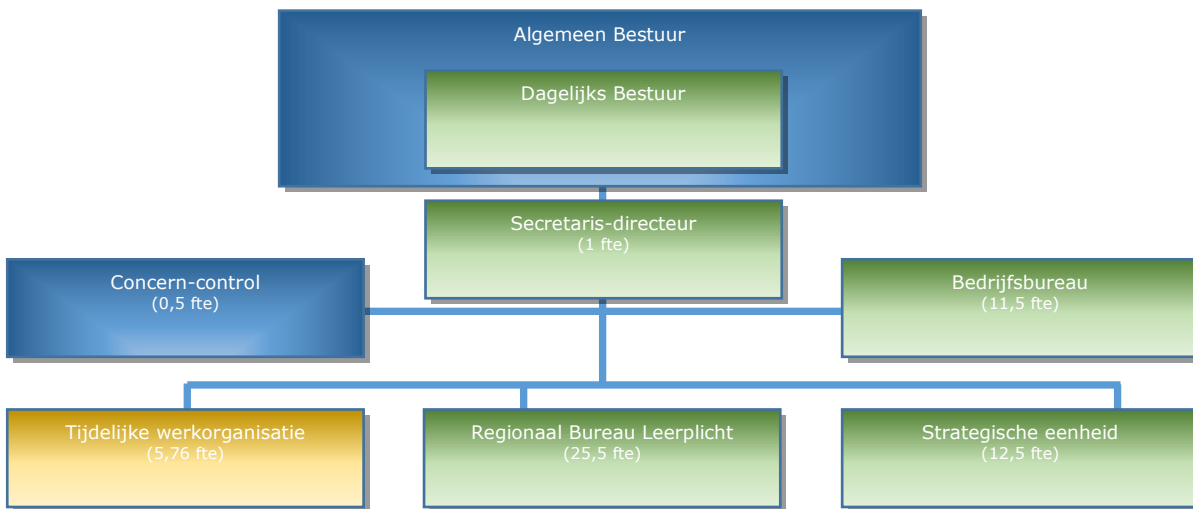 Algemeen Bestuur
Dagelijks Bestuur
Secretaris-directeur
(1 fte)
Concern-control
(0,5 fte)
Bedrijfsbureau
(11,5 fte)
Tijdelijke werkorganisatie
(5,76 fte)
Regionaal Bureau Leerplicht
(25,5 fte)
Strategische eenheid
(12,5 fte)